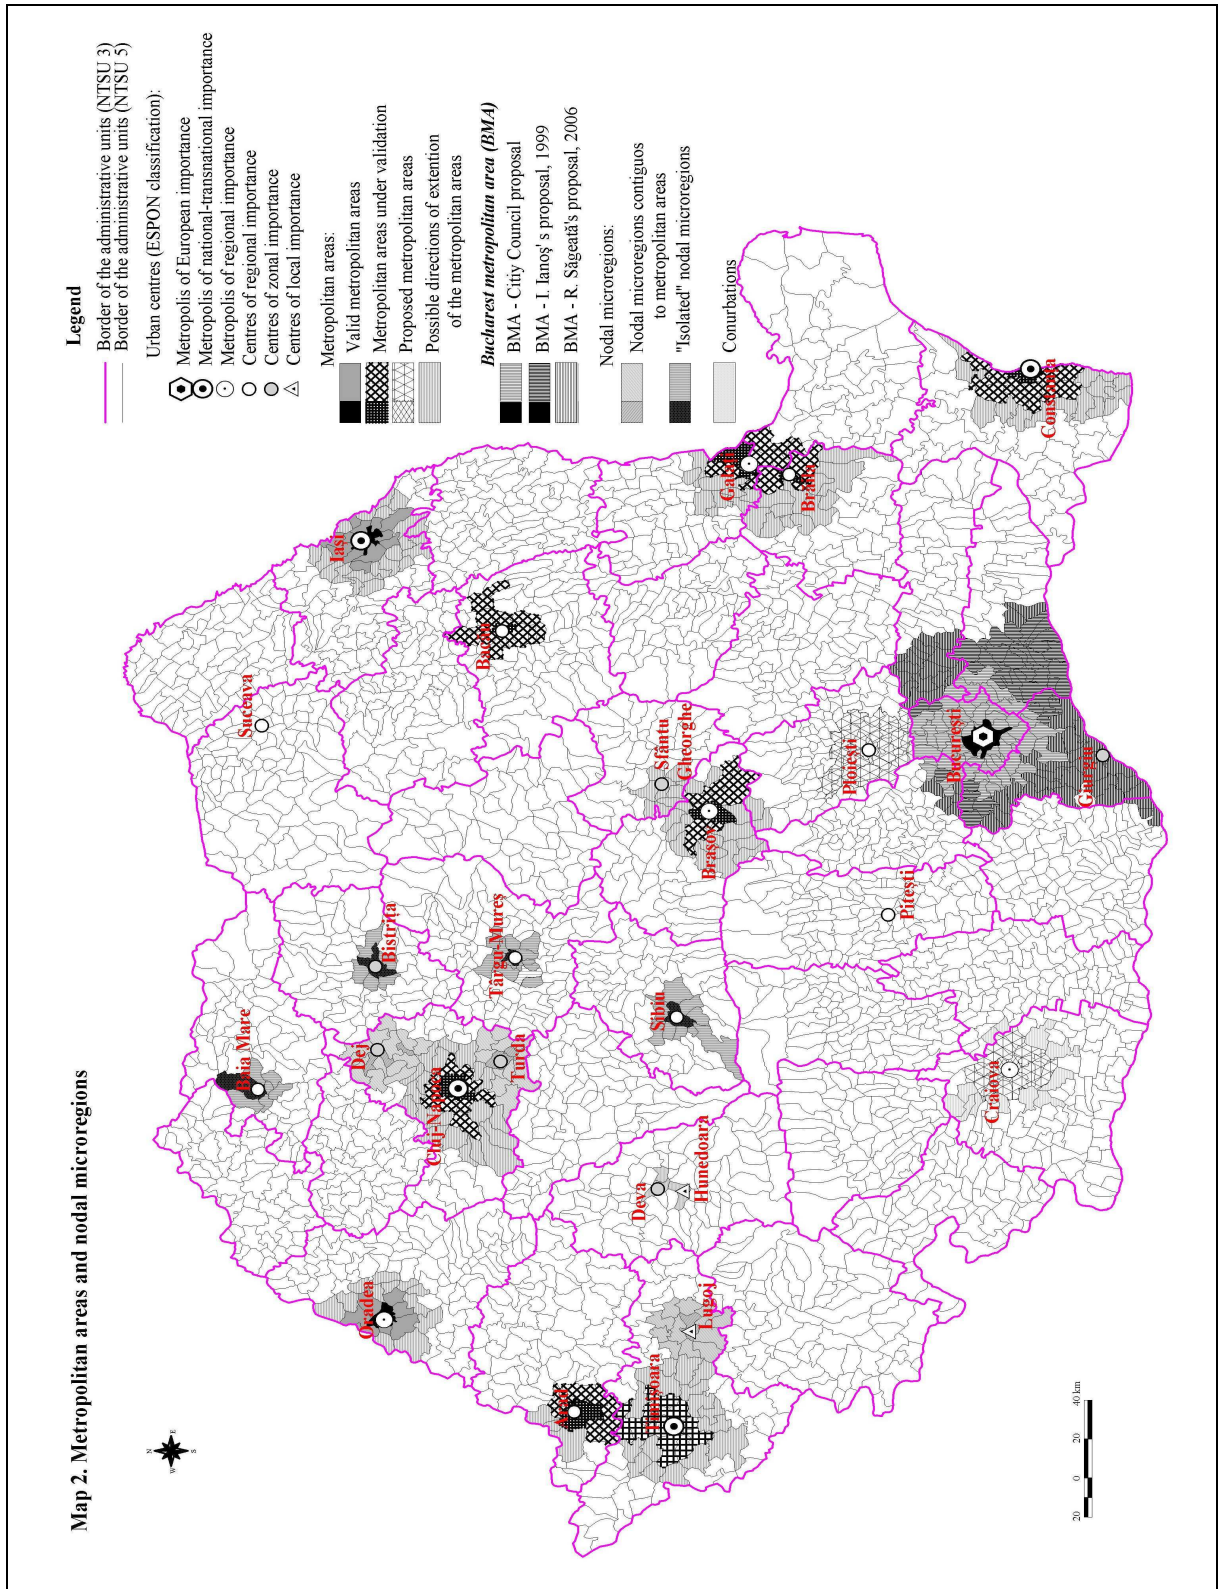 Map 2. Metropolitan areas and nodal microregions
Legend
Border of the administrative units (NTSU 3)
Border of the administrative units (NTSU 5)
Urban centres (ESPON classification):
Metropolis of European importance
Metropolis of national-transnational importance
Metropolis of regional importance
Centres of regional importance
Centres of zonal importance
Centres of local importance
Metropolitan areas:
Valid metropolitan areas
Metropolitan areas under validation
Proposed metropolitan areas
Possible directions of extention
of the metropolitan areas
Bucharest metropolitan area (BMA)
BMA - Citiy Council proposal
BMA - I. Ianoş' s proposal, 1999
BMA - R. Săgeată's proposal, 2006
Nodal microregions:
Nodal microregions contiguos
to metropolitan areas
"Isolated" nodal microregions
Conurbations
N
W
E
S
Suceava
Iaşi
Baia Mare
Bistriţa
Dej
Oradea
Cluj-Napoca
Bacău
Târgu-Mureş
Turda
Arad
Timişoara
Lugoj
Deva
Hunedoara
Sibiu
Sfântu
Gheorghe
Braşov
Galaţi
Brăila
Ploieşti
Piteşti
Bucureşti
Craiova
Giurgiu
Constanţa
20
0
20
40 km